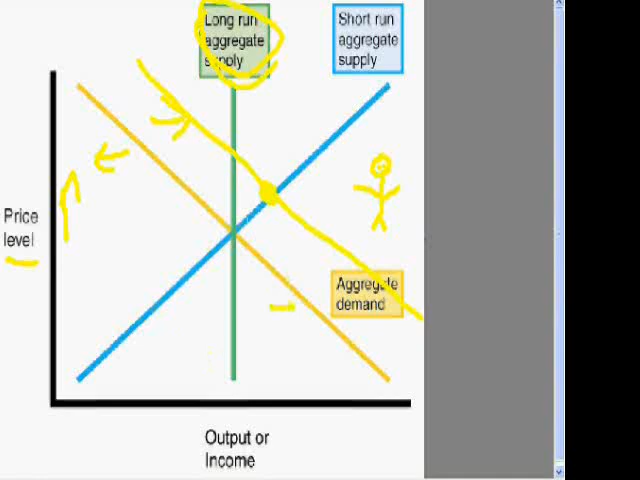 Long run
aggregate
supply
Short run
aggregate
supply
Price
level
Aggregate
demand
Output or
Income